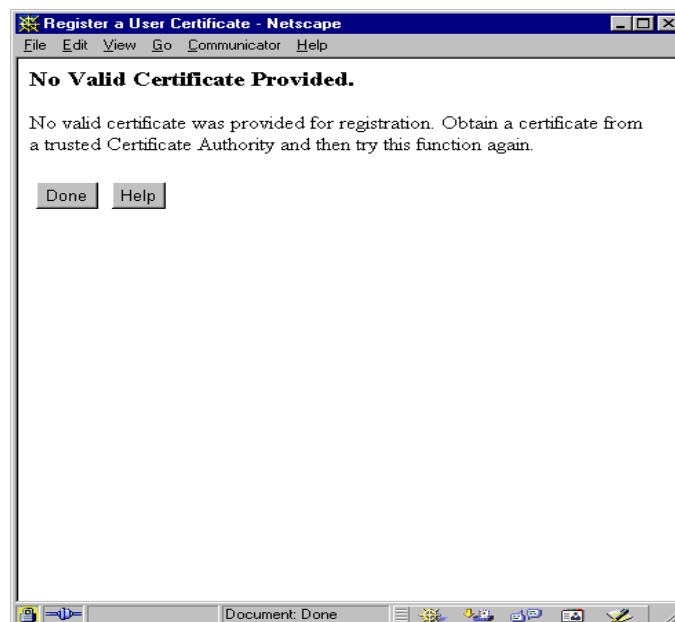 Register a User Certificate - Netscape
File Edit View Go Communicator Help
No Valid Certificate Provided.
No valid certificate was provided for registration. Obtain a certificate from
a trusted Certificate Authority and then try this function again.
Done Help
Document: Done